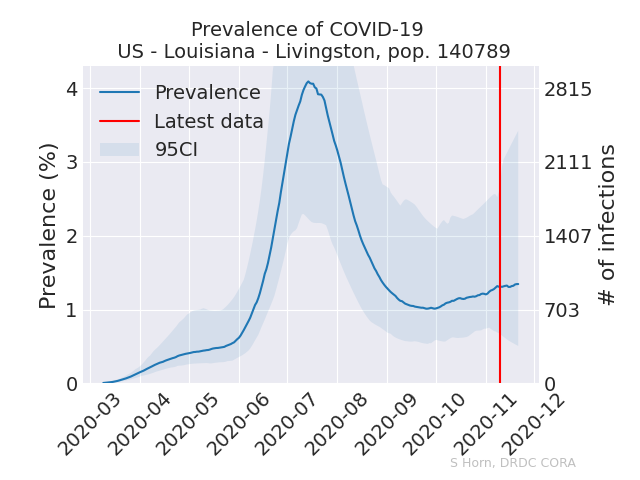 Prevalence of COVID-19
US - Louisiana - Livingston, pop. 140789
Prevalence
Latest data
95CI
Prevalence (%)
4
3
2
1
0
2815
2111
1407
703
0
# of infections
2020-03
2020-04
2020-05
2020-06
2020-07
2020-08
2020-09
2020-10
2020-11
2020-12
S Horn, DRDC CORA